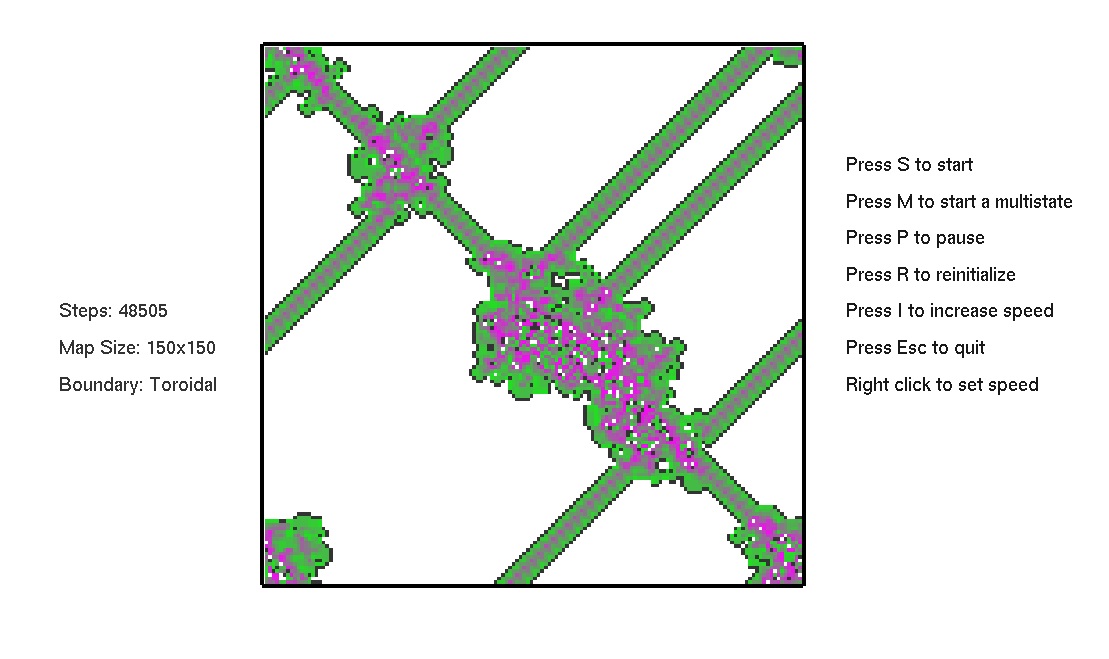 Steps: 48505
Map Size: 150x150
Boundary: Toroidal
Press S to start
Press M to start a multistate
Press P to pause
Press R to reinitialize
Press I to increase speed
Press Esc to quit
Right click to set speed